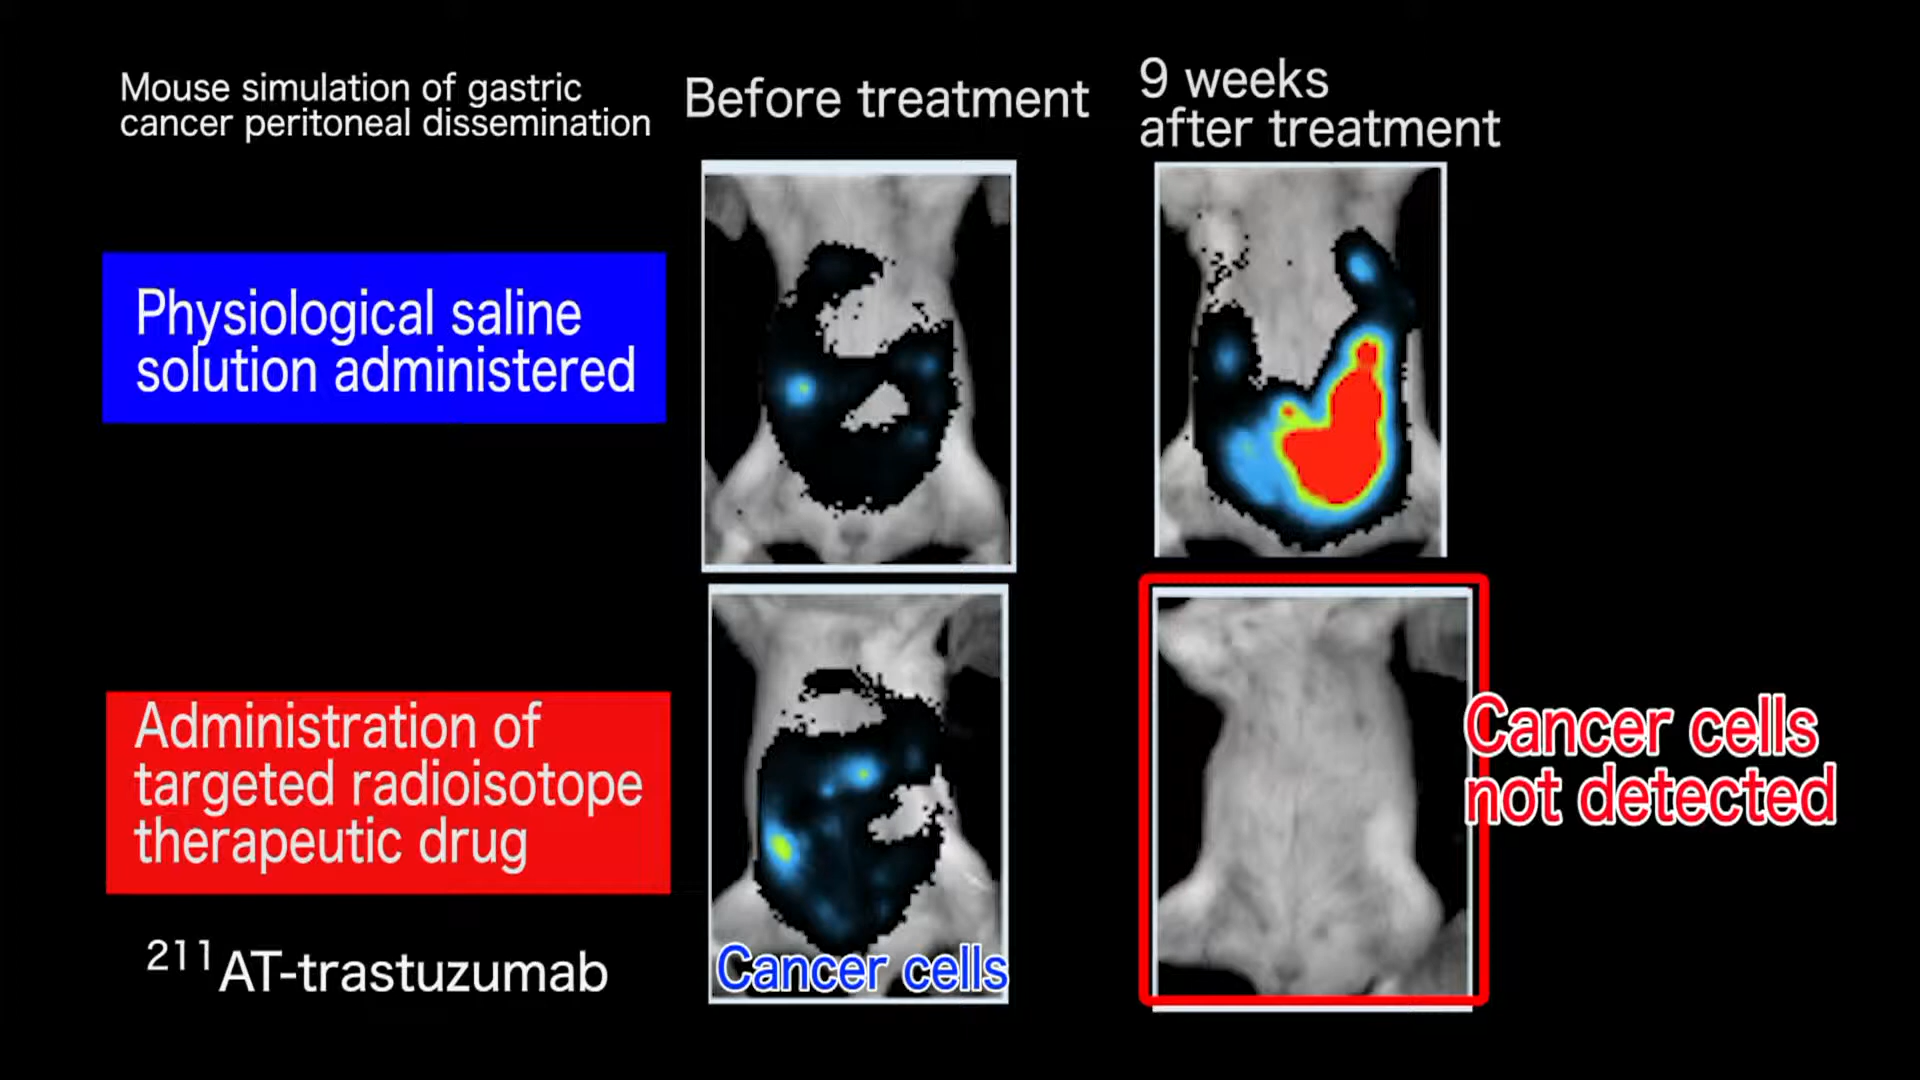 Mouse simulation of gastric
cancer peritoneal dissemination
Before treatment
9 weeks
after treatment
Physiological saline
solution administered
Administration of
targeted radioisotope
therapeutic drug
Cancer cells
not detected
²¹¹AT-trastuzumab
Cancer cells